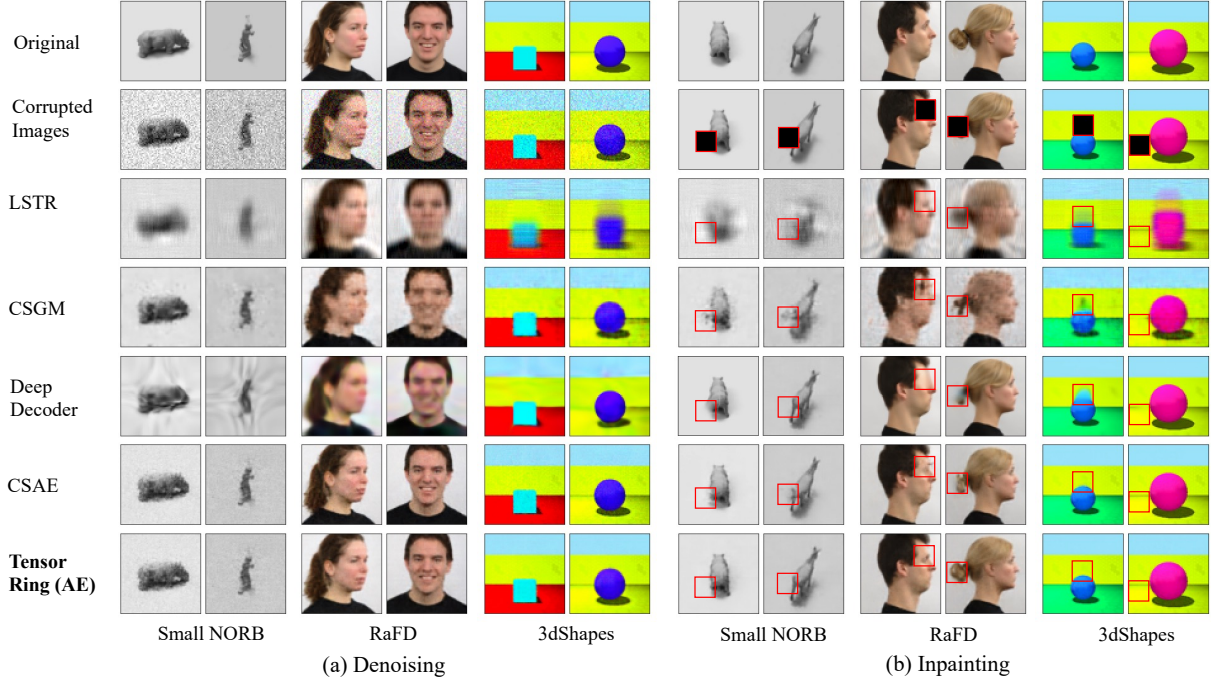 Original
Corrupted
Images
LSTR
CSGM
Deep
Decoder
CSAE
Tensor
Ring (AE)
Small NORB RaFD 3dShapes Small NORB RaFD 3dShapes
(a) Denoising (b) Inpainting